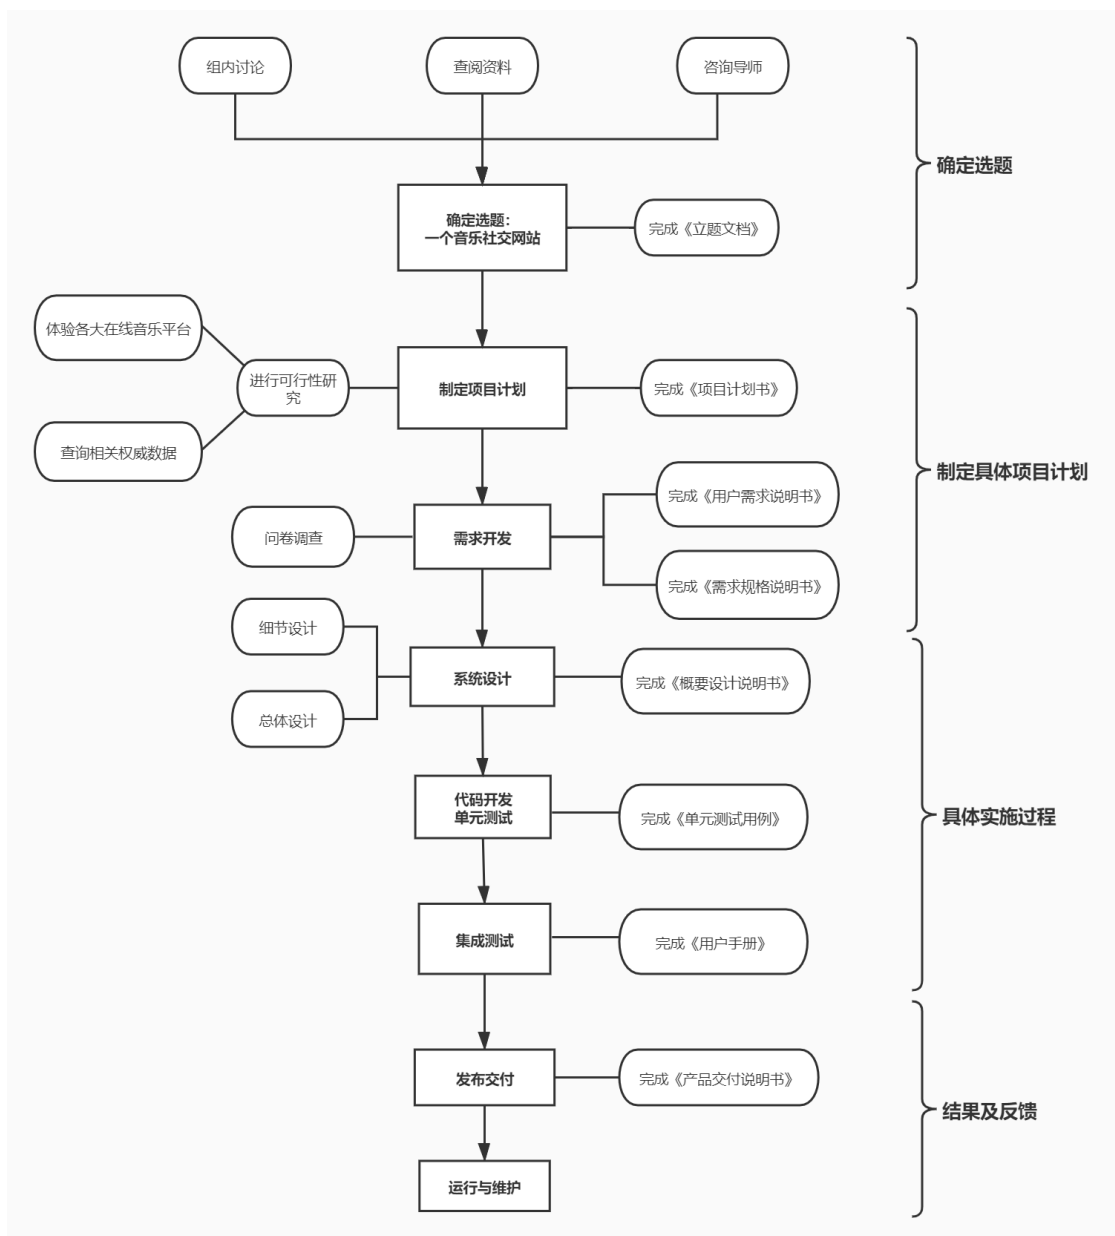 组内讨论
查阅资料
咨询导师
确定选题
确定选题：
一个音乐社交网站
完成《立题文档》
体验各大在线音乐平台
进行可行性研
究
查询相关权威数据
制定项目计划
完成《项目计划书》
制定具体项目计划
问卷调查
需求开发
完成《用户需求说明书》
完成《需求规格说明书》
细节设计
总体设计
系统设计
完成《概要设计说明书》
代码开发
单元测试
完成《单元测试用例》
具体实施过程
集成测试
完成《用户手册》
发布交付
完成《产品交付说明书》
结果及反馈
运行与维护